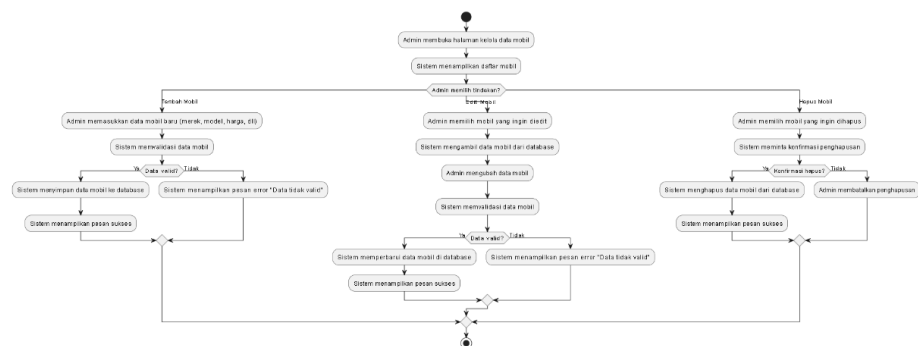 Admin membuka halaman kelola data mobil
Sistem menampilkan daftar mobil
Admin memilih tindakan?
Tambah Mobil
Admin memasukkan data mobil baru (merek, model, harga, dll)
Sistem memvalidasi data mobil
Ya
Data valid?
Tidak
Sistem menyimpan data mobil ke database
Sistem menampilkan pesan error "Data tidak valid"
Sistem menampilkan pesan sukses
Edit Mobil
Admin memilih mobil yang ingin diedit
Sistem mengambil data mobil dari database
Admin mengubah data mobil
Sistem memvalidasi data mobil
Ya
Data valid?
Tidak
Sistem memperbarui data mobil di database
Sistem menampilkan pesan error "Data tidak valid"
Sistem menampilkan pesan sukses
Hapus Mobil
Admin memilih mobil yang ingin dihapus
Sistem meminta konfirmasi penghapusan
Ya
Konfirmasi hapus?
Tidak
Sistem menghapus data mobil dari database
Admin membatalkan penghapusan
Sistem menampilkan pesan sukses